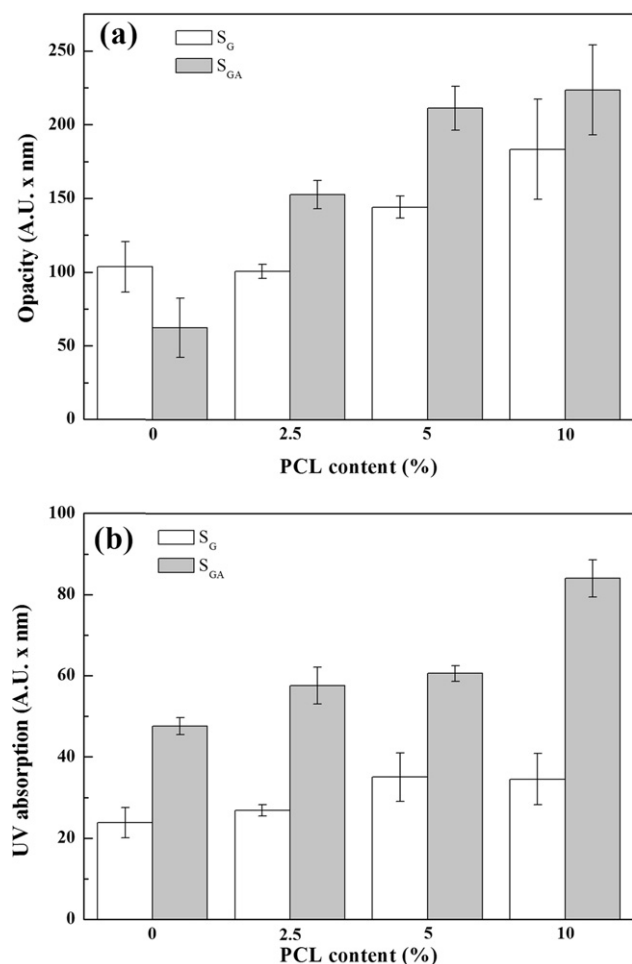 (a)
S_G
S_GA
Opacity (A.U. x nm)
250
200
150
100
50
0
0 2.5 5 10
PCL content (%)
(b)
S_G
S_GA
UV absorption (A.U. x nm)
100
80
60
40
20
0
0 2.5 5 10
PCL content (%)